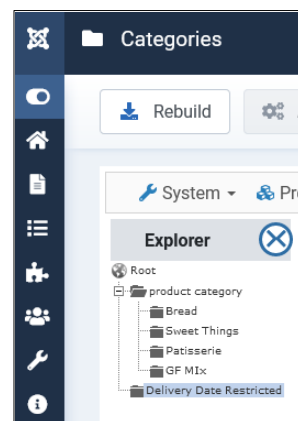 Categories
Rebuild
System
Pr
Explorer
Root
product category
Bread
Sweet Things
Patisserie
GF MIx
Delivery Date Restricted